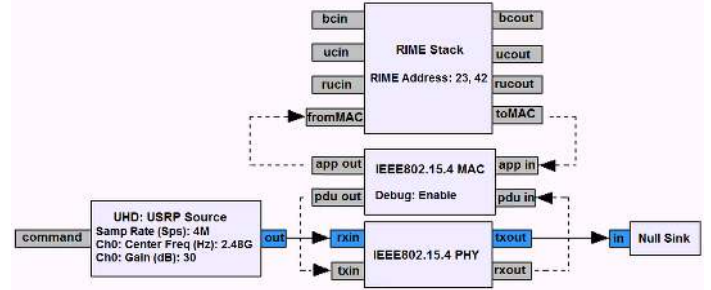 bcin
bcout
RIME Stack
ucin
ucout
RIME Address: 23, 42
rucin
rucout
fromMAC
toMAC
app out
IEEE802.15.4 MAC
app in
pdu out
Debug: Enable
pdu in
UHD: USRP Source
Samp Rate (Sps): 4M
Ch0: Center Freq (Hz): 2.48G
Ch0: Gain (dB): 30
command
out
rxin
txout
IEEE802.15.4 PHY
txin
rxout
in
Null Sink